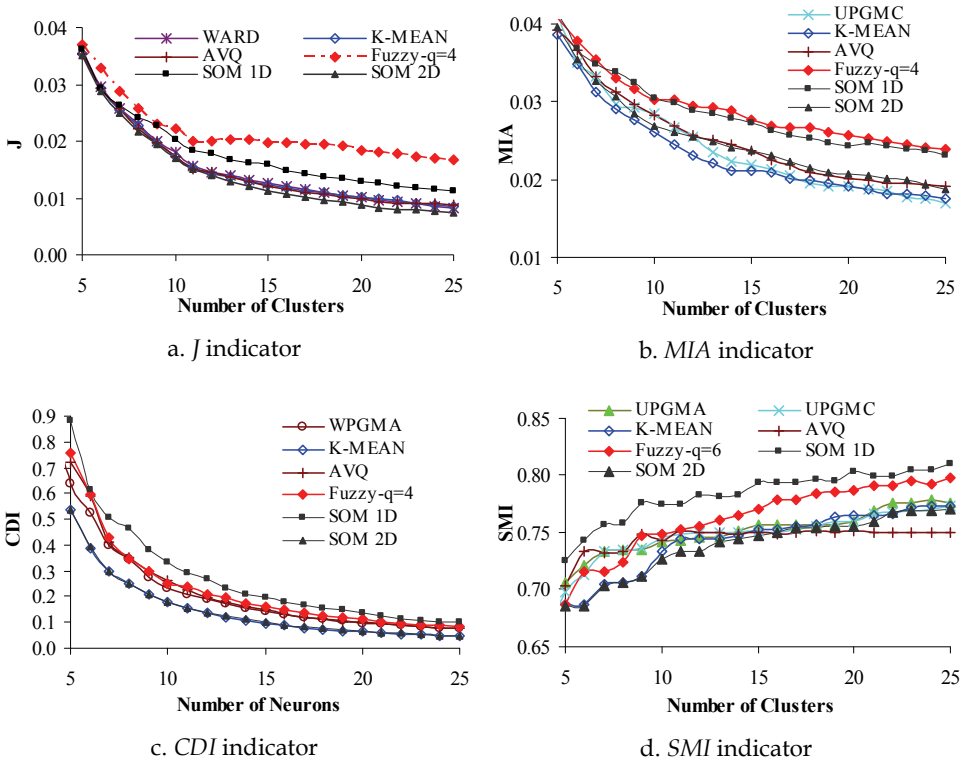 0.04
0.03
0.02
0.01
0.00
J
WARD
K-MEAN
AVQ
Fuzzy-q=4
SOM 1D
SOM 2D
5 10 15 20 25
Number of Clusters
a. J indicator
0.04
0.03
0.02
0.01
MIA
UPGMC
K-MEAN
AVQ
Fuzzy-q=4
SOM 1D
SOM 2D
5 10 15 20 25
Number of Clusters
b. MIA indicator
0.9
0.8
0.7
0.6
0.5
0.4
0.3
0.2
0.1
0.0
CDI
WPGMA
K-MEAN
AVQ
Fuzzy-q=4
SOM 1D
SOM 2D
5 10 15 20 25
Number of Neurons
c. CDI indicator
0.85
0.80
0.75
0.70
0.65
SMI
UPGMA
UPGMC
K-MEAN
AVQ
Fuzzy-q=6
SOM 1D
SOM 2D
5 10 15 20 25
Number of Clusters
d. SMI indicator